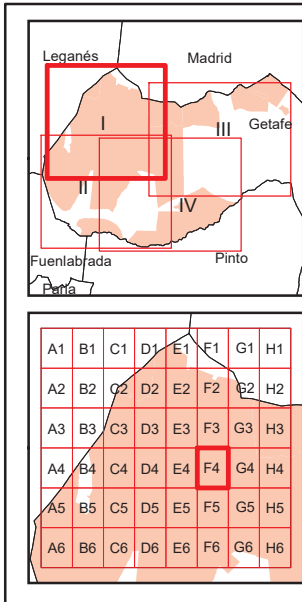 Leganés Madrid
I
III
Getafe
II
IV
Fuenlabrada
Pinto
Parla
A1 B1 C1 D1 E1 F1 G1 H1
A2 B2 C2 D2 E2 F2 G2 H2
A3 B3 C3 D3 E3 F3 G3 H3
A4 B4 C4 D4 E4 F4 G4 H4
A5 B5 C5 D5 E5 F5 G5 H5
A6 B6 C6 D6 E6 F6 G6 H6